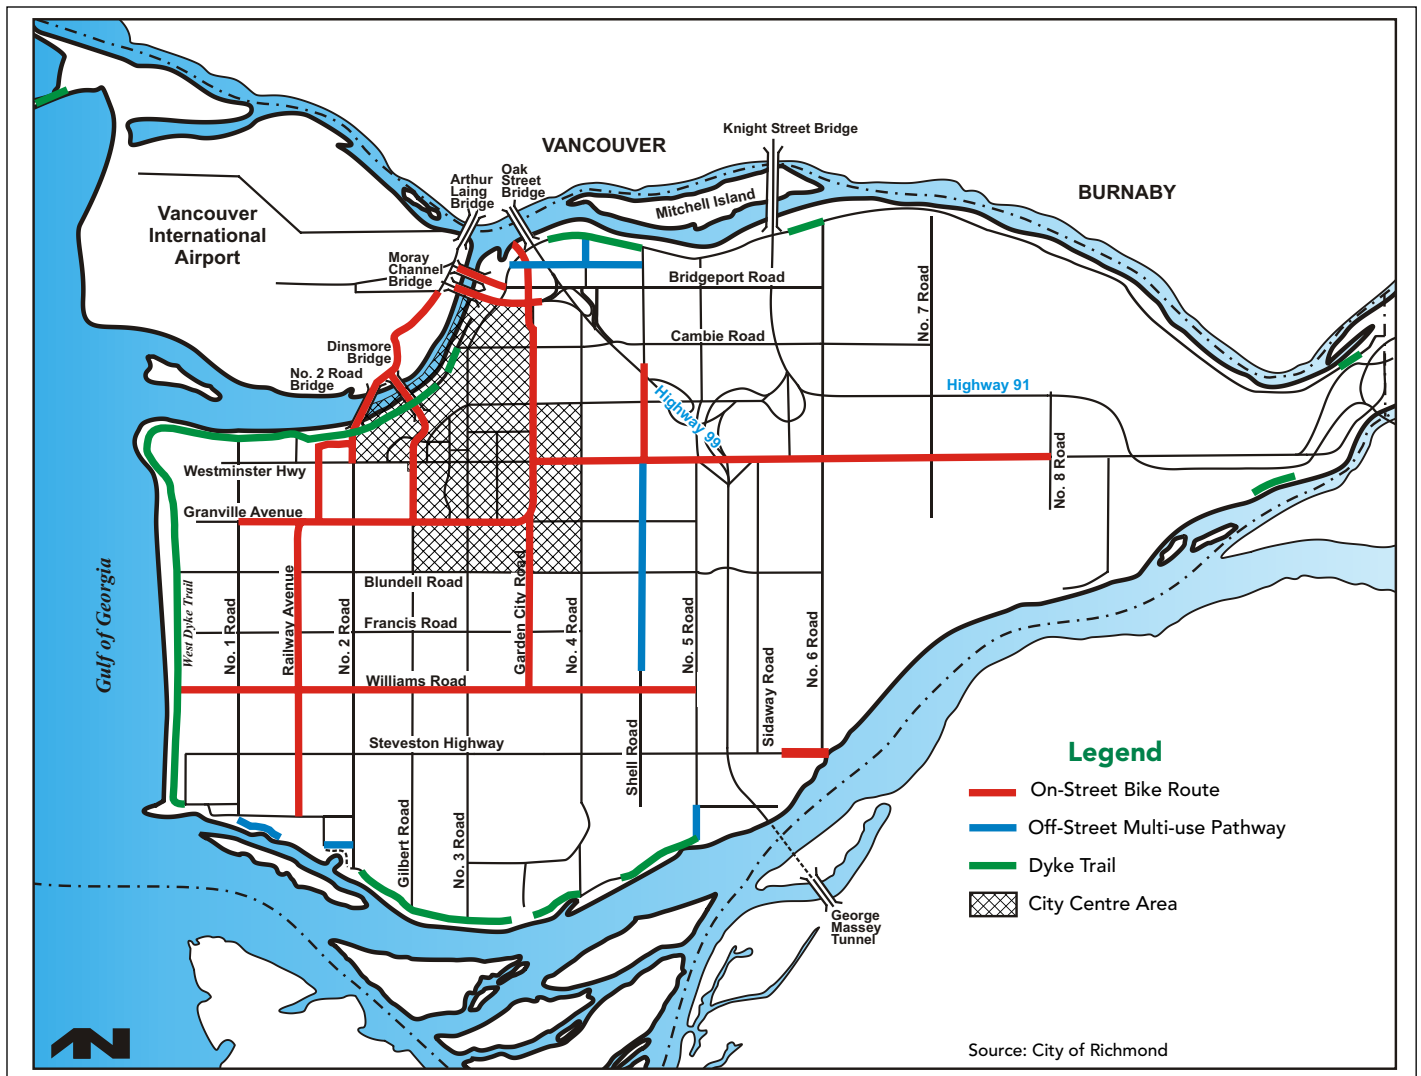 VANCOUVER
Knight Street Bridge
BURNABY
Oak
Street
Bridge
Arthur
Laing
Bridge
Mitchell Island
Vancouver
International
Airport
Moray
Channel
Bridge
Bridgeport Road
No. 7 Road
Cambie Road
Dinsmore
Bridge
No. 2 Road
Bridge
Highway 91
Highway 99
Westminster Hwy
No. 8 Road
Granville Avenue
Gulf of Georgia
West Dyke Trail
No. 1 Road
Railway Avenue
No. 2 Road
Blundell Road
Francis Road
Garden City Road
No. 4 Road
No. 5 Road
No. 6 Road
Sidaway Road
Williams Road
Steveston Highway
Shell Road
Gilbert Road
No. 3 Road
George
Massey
Tunnel
Legend
On-Street Bike Route
Off-Street Multi-use Pathway
Dyke Trail
City Centre Area
N
Source: City of Richmond